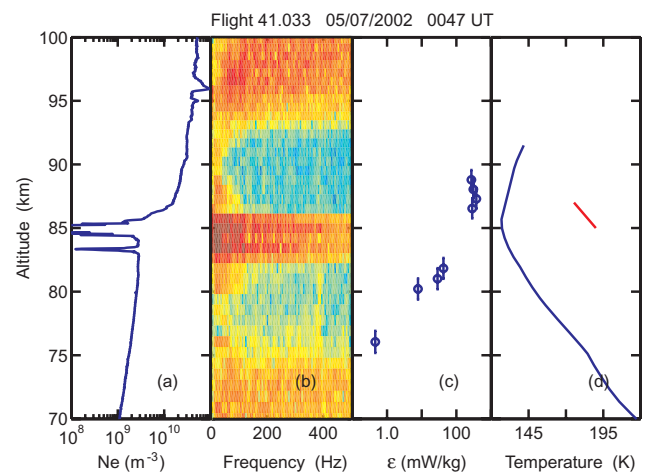 Flight 41.033 05/07/2002 0047 UT
100
95
90
85
80
75
70
Altitude (km)
(a)
(b)
(c)
(d)
10^8 10^9 10^10
0 200 400
1.0 100
145 195
Ne (m^-3)
Frequency (Hz)
ε (mW/kg)
Temperature (K)